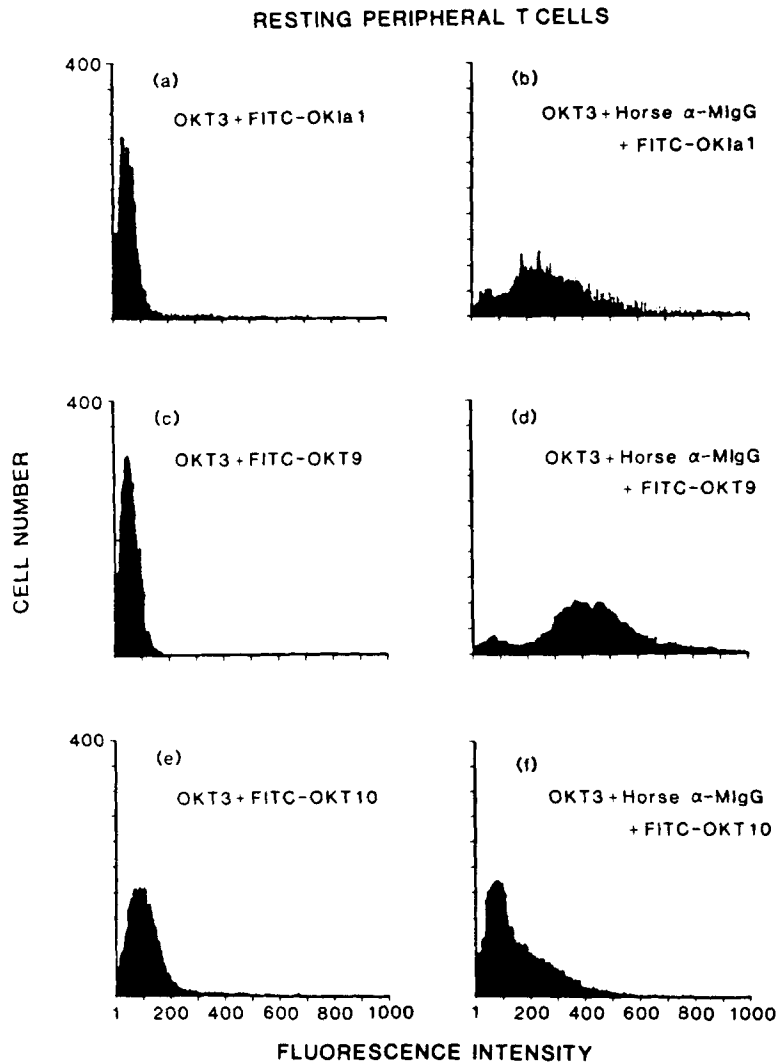 RESTING PERIPHERAL T CELLS
400
(a)
OKT3 + FITC-OKIa1
(b)
OKT3 + Horse α-MIgG
+ FITC-OKIa1
400
(c)
OKT3 + FITC-OKT9
(d)
OKT3 + Horse α-MIgG
+ FITC-OKT9
CELL NUMBER
400
(e)
OKT3 + FITC-OKT10
(f)
OKT3 + Horse α-MIgG
+ FITC-OKT10
1 200 400 600 800 1000
1 200 400 600 800 1000
FLUORESCENCE INTENSITY